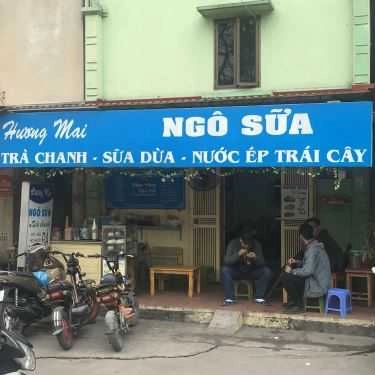 Hương Mai
NGÔ SỮA
TRÀ CHANH - SỮA DỪA - NƯỚC ÉP TRÁI CÂY
NGÔ SỮA